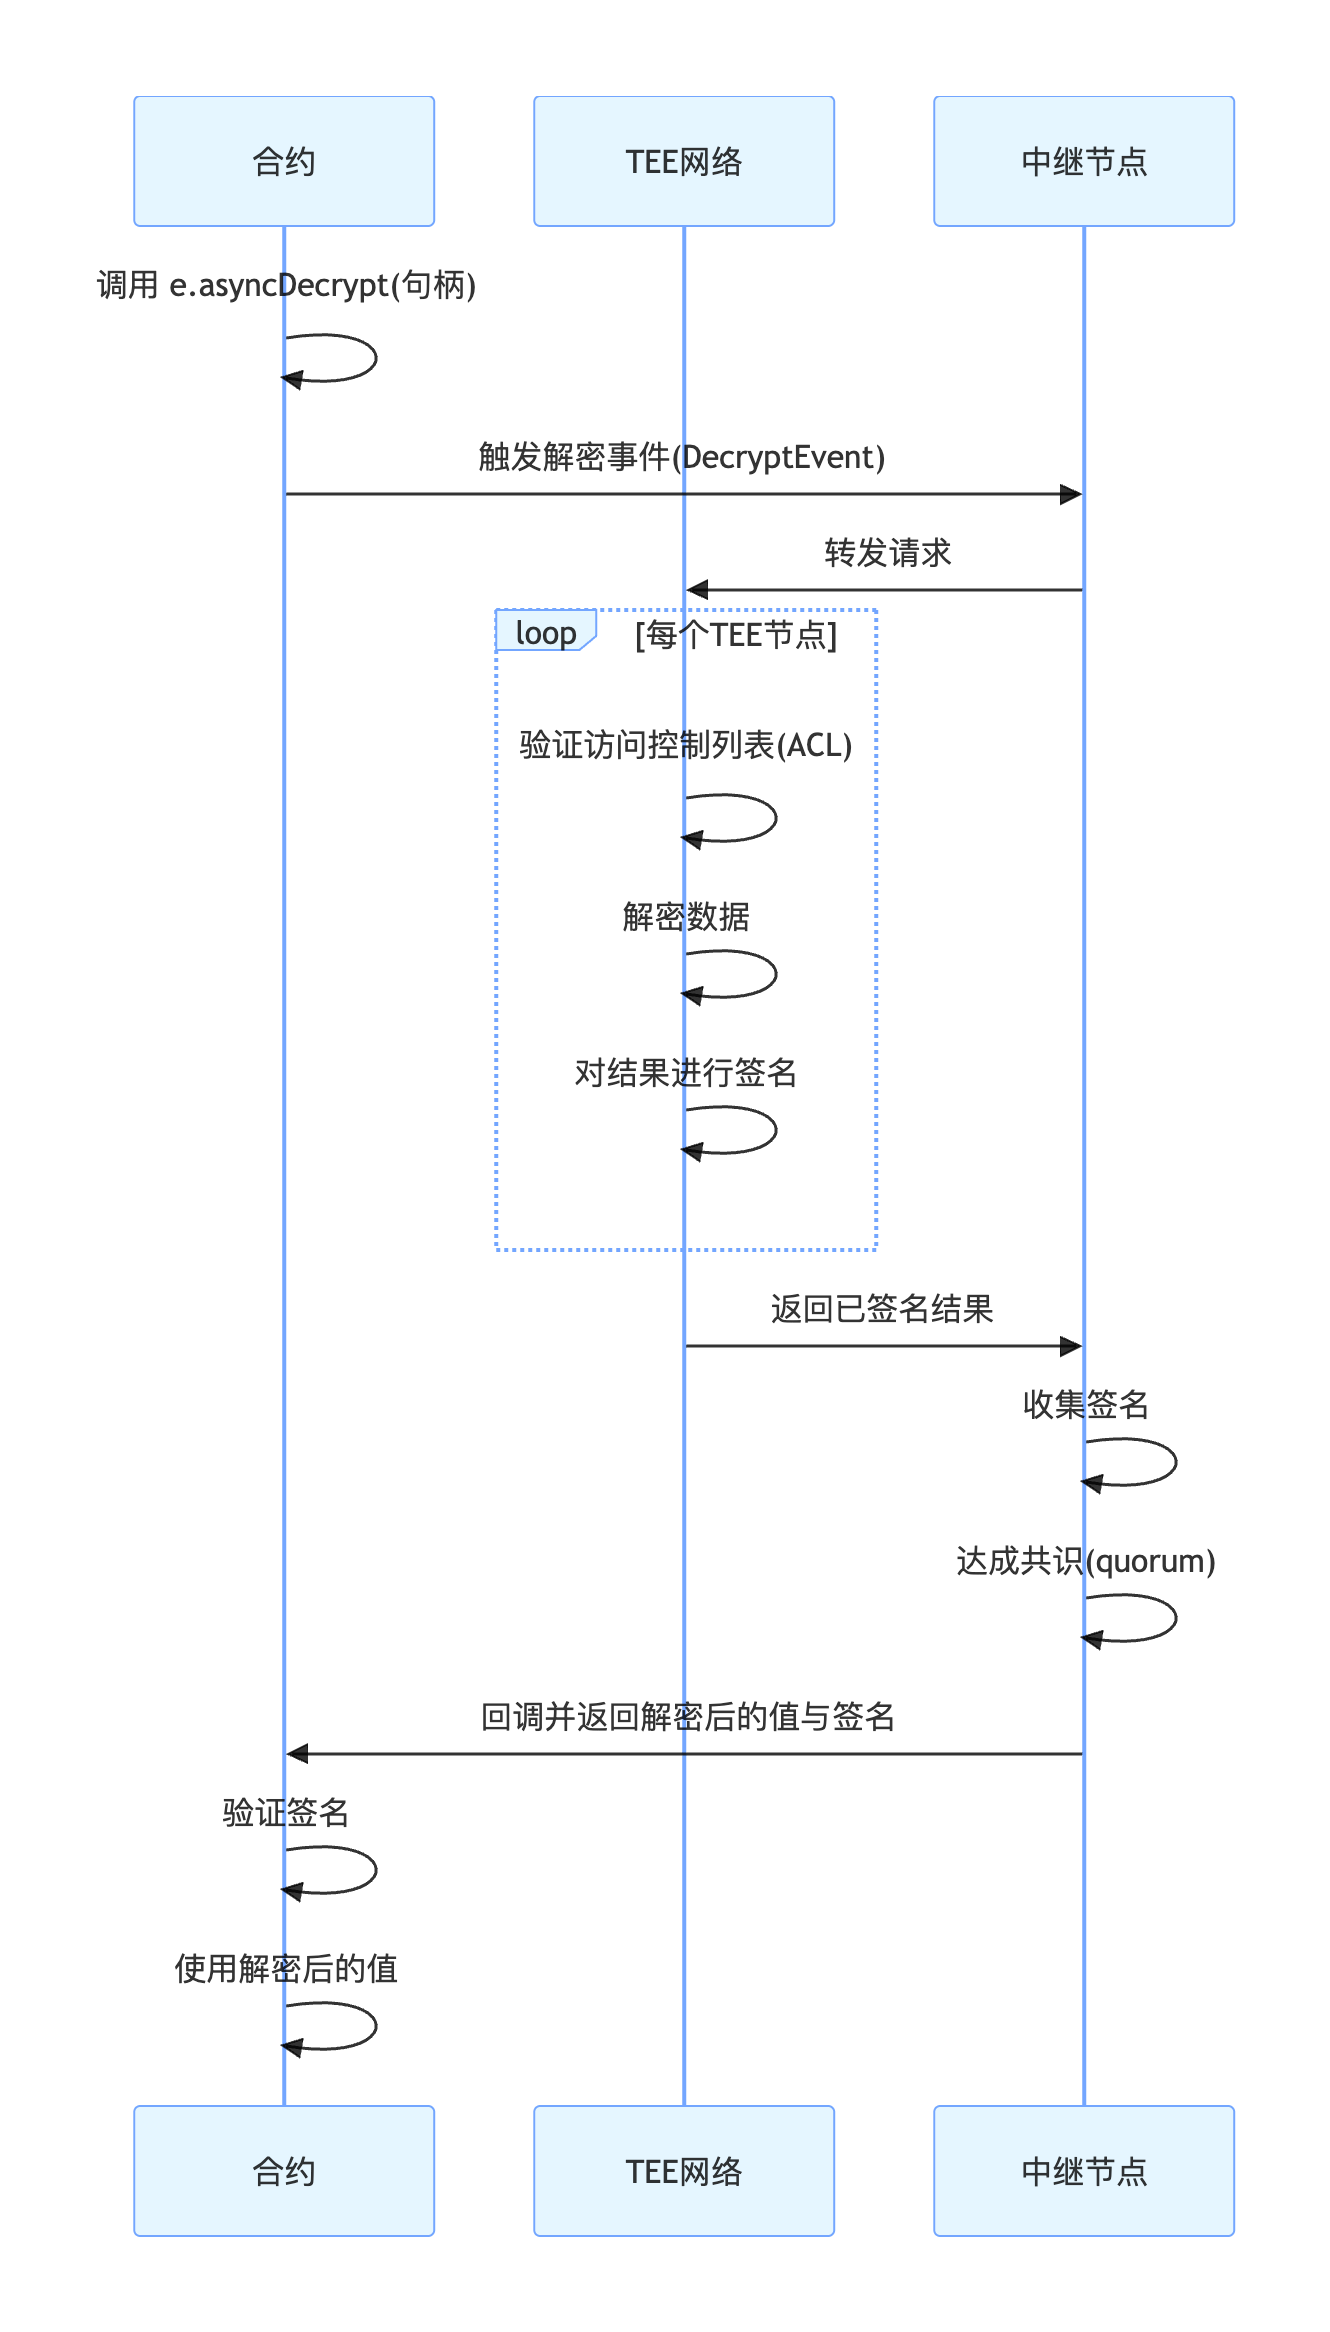 合约
TEE网络
中继节点
调用 e.asyncDecrypt(句柄)
触发解密事件(DecryptEvent)
转发请求
loop
[每个TEE节点]
验证访问控制列表(ACL)
解密数据
对结果进行签名
返回已签名结果
收集签名
达成共识(quorum)
回调并返回解密后的值与签名
验证签名
使用解密后的值
合约
TEE网络
中继节点